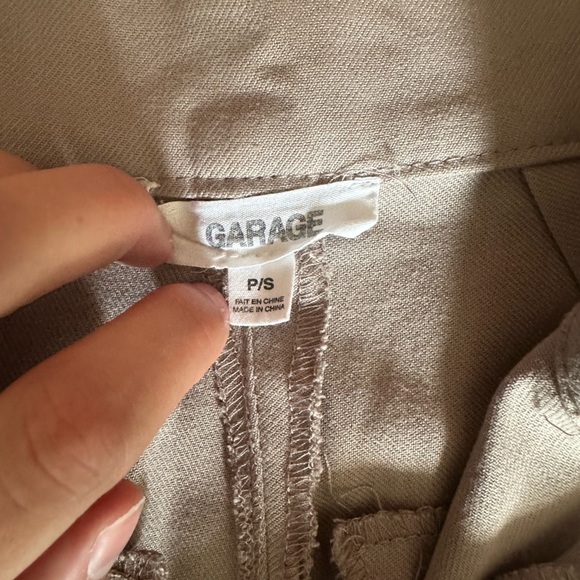 GARAGE
P/S
FAIT EN CHINE
MADE IN CHINA